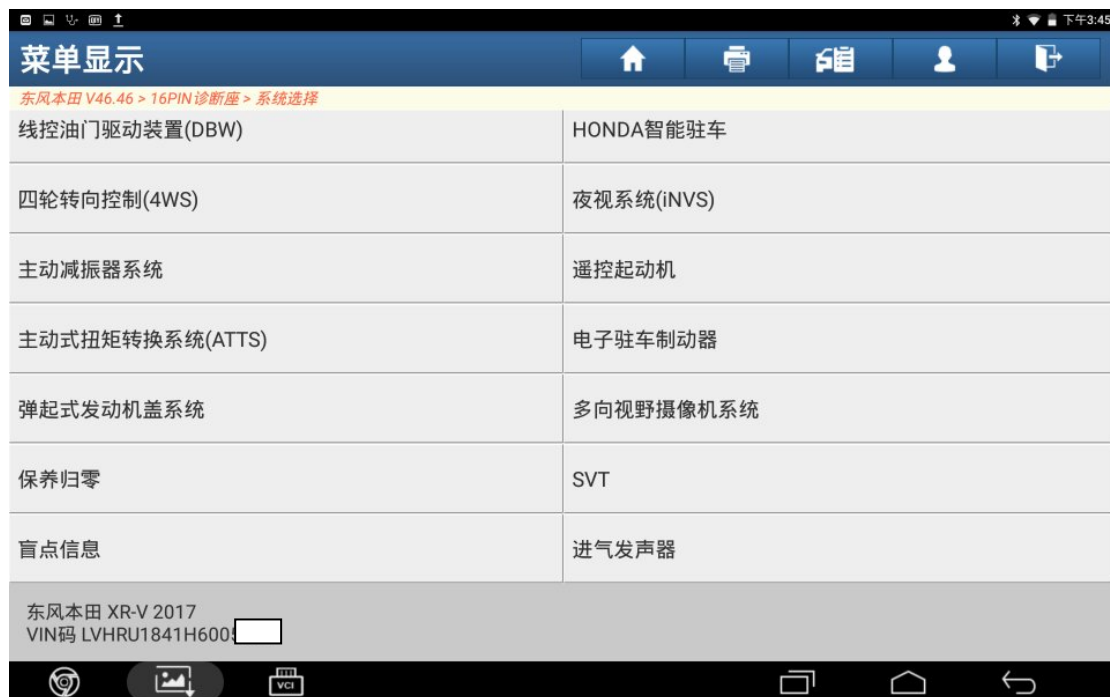 下午3:45
菜单显示
东风本田 V46.46 > 16PIN诊断座 > 系统选择
线控油门驱动装置(DBW)
HONDA智能驻车
四轮转向控制(4WS)
夜视系统(iNVS)
主动减振器系统
遥控起动机
主动式扭矩转换系统(ATTS)
电子驻车制动器
弹起式发动机盖系统
多向视野摄像机系统
保养归零
SVT
盲点信息
进气发声器
东风本田 XR-V 2017
VIN码 LVHRU1841H600
VCI